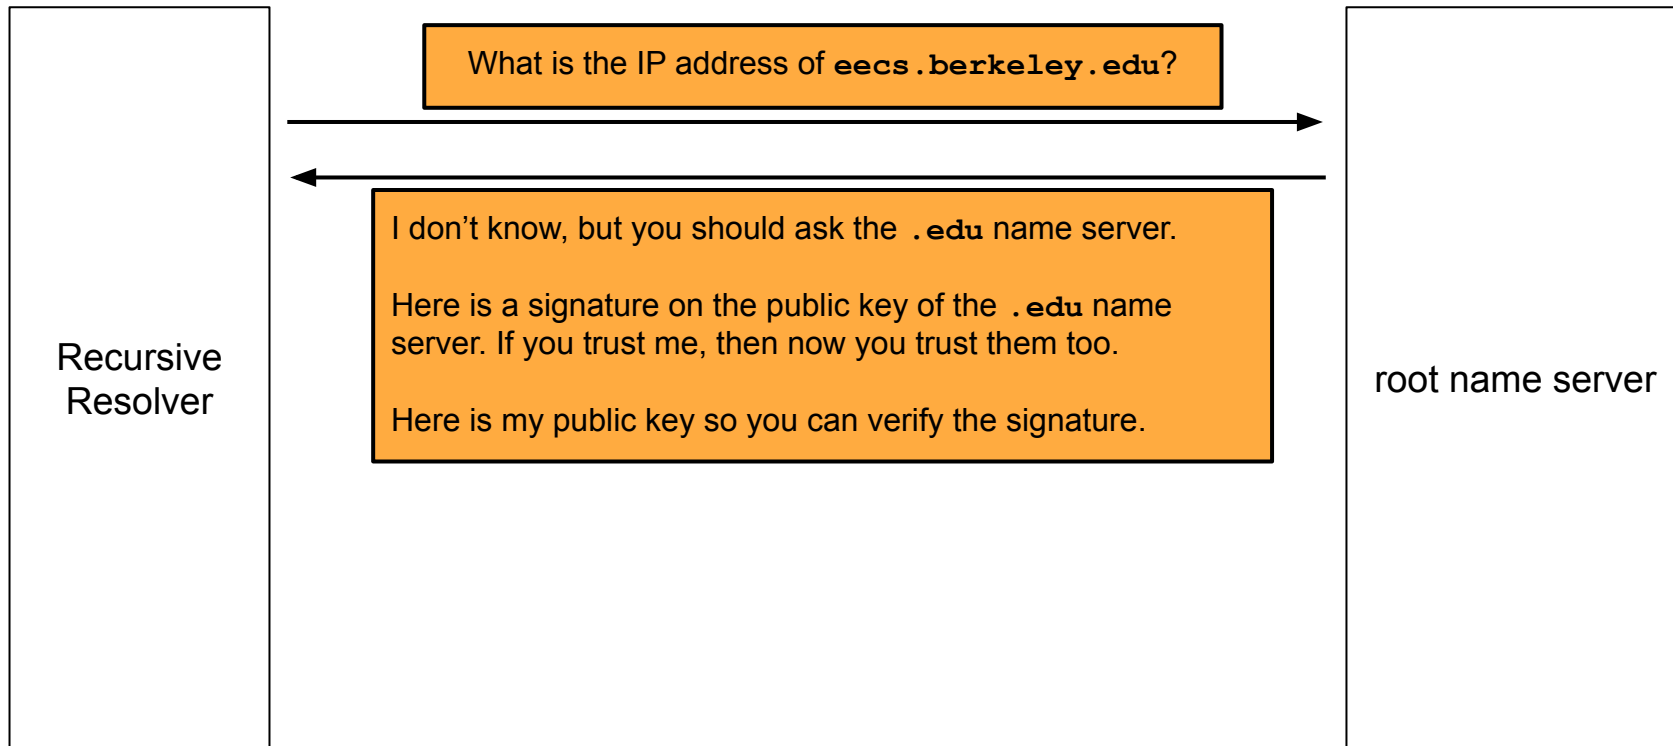 What is the IP address of eecs.berkeley.edu?
I don’t know, but you should ask the .edu name server.
Here is a signature on the public key of the .edu name
server. If you trust me, then now you trust them too.
Here is my public key so you can verify the signature.
Recursive
Resolver
root name server